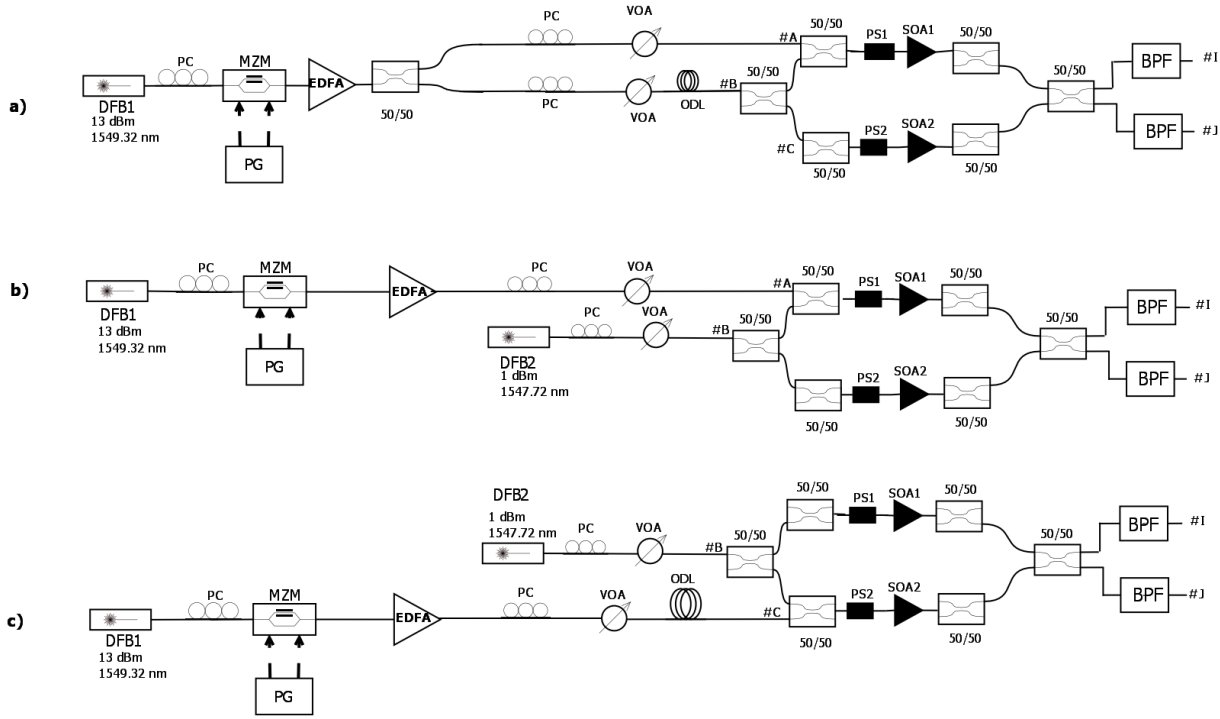 a)
DFB1
13 dBm
1549.32 nm
PC
MZM
PG
EDFA
50/50
PC
VOA
PC
VOA
ODL
#A
#B
50/50
50/50
#C
50/50
PS1
SOA1
50/50
PS2
SOA2
50/50
50/50
BPF
#I
BPF
#J
b)
DFB1
13 dBm
1549.32 nm
PC
MZM
PG
EDFA
PC
VOA
DFB2
1 dBm
1547.72 nm
PC
VOA
#A
#B
50/50
50/50
50/50
PS1
SOA1
50/50
PS2
SOA2
50/50
50/50
BPF
#I
BPF
#J
c)
DFB2
1 dBm
1547.72 nm
PC
VOA
#B
DFB1
13 dBm
1549.32 nm
PC
MZM
PG
EDFA
PC
VOA
ODL
#C
50/50
50/50
50/50
PS1
SOA1
50/50
PS2
SOA2
50/50
50/50
BPF
#I
BPF
#J